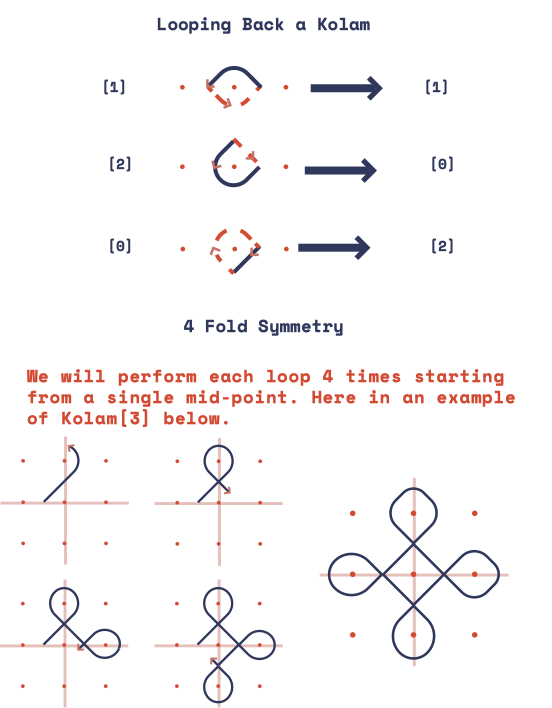 Looping Back a Kolam
[1] [1]
[2] [0]
[0] [2]
4 Fold Symmetry
We will perform each loop 4 times starting
from a single mid-point. Here in an example
of Kolam[3] below.